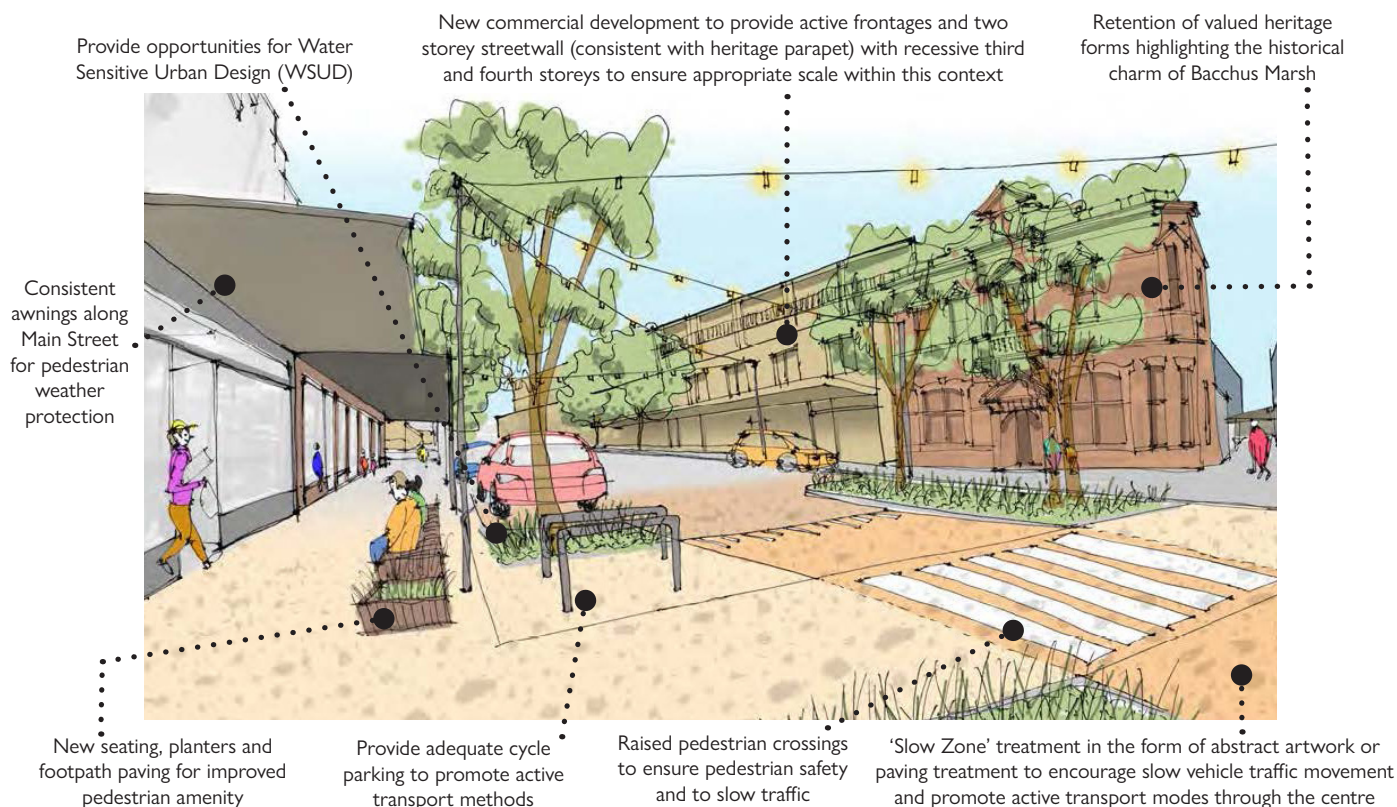 Provide opportunities for Water
Sensitive Urban Design (WSUD)
New commercial development to provide active frontages and two
storey streetwall (consistent with heritage parapet) with recessive third
and fourth storeys to ensure appropriate scale within this context
Retention of valued heritage
forms highlighting the historical
charm of Bacchus Marsh
Consistent
awnings along
Main Street
for pedestrian
weather
protection
New seating, planters and
footpath paving for improved
pedestrian amenity
Provide adequate cycle
parking to promote active
transport methods
Raised pedestrian crossings
to ensure pedestrian safety
and to slow traffic
‘Slow Zone’ treatment in the form of abstract artwork or
paving treatment to encourage slow vehicle traffic movement
and promote active transport modes through the centre